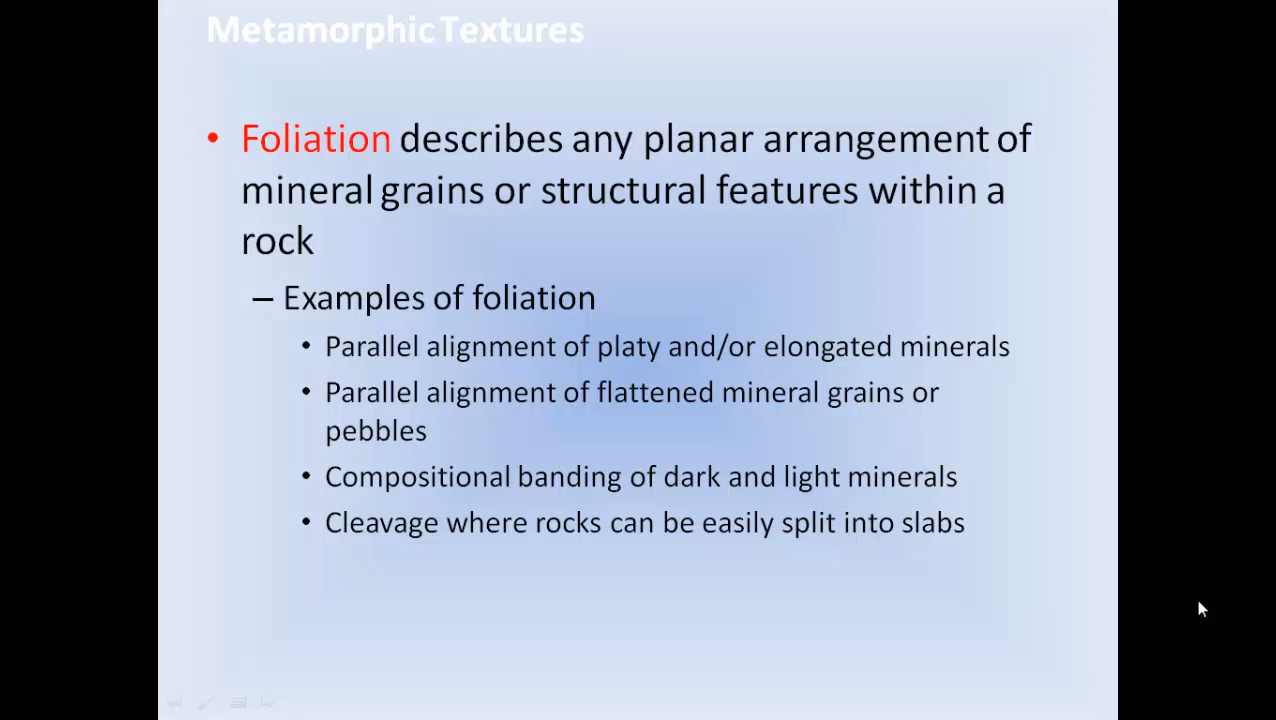 Metamorphic Textures
• Foliation describes any planar arrangement of
mineral grains or structural features within a
rock
– Examples of foliation
• Parallel alignment of platy and/or elongated minerals
• Parallel alignment of flattened mineral grains or
pebbles
• Compositional banding of dark and light minerals
• Cleavage where rocks can be easily split into slabs